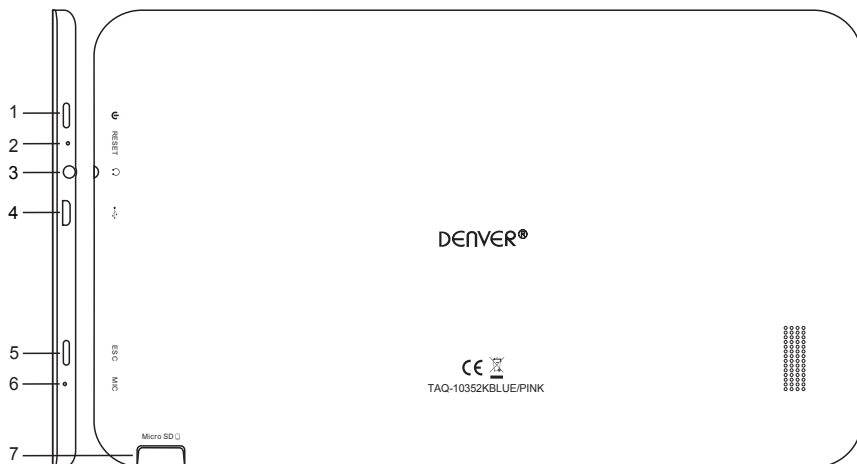 1
2
3
4
5
6
7
RESET
ESC
MIC
Micro SD
DENVER®
CE
TAQ-10352KBLUE/PINK